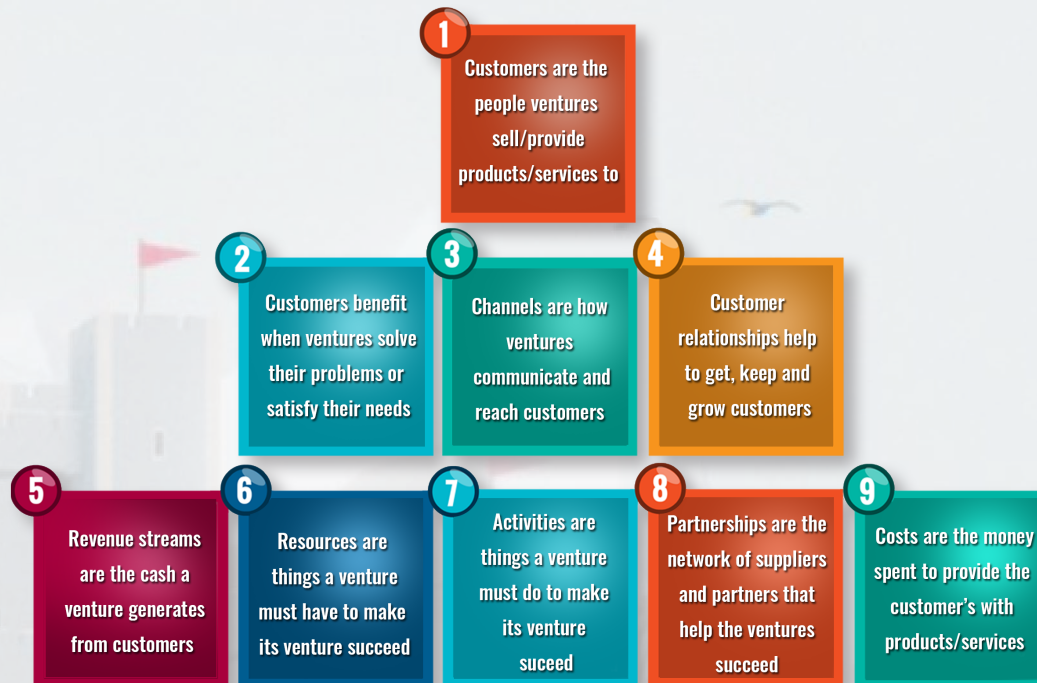 1
Customers are the
people ventures
sell/provide
products/services to
2
Customers benefit
when ventures solve
their problems or
satisfy their needs
3
Channels are how
ventures
communicate and
reach customers
4
Customer
relationships help
to get, keep and
grow customers
5
Revenue streams
are the cash a
venture generates
from customers
6
Resources are
things a venture
must have to make
its venture succeed
7
Activities are
things a venture
must do to make
its venture
suceed
8
Partnerships are the
network of suppliers
and partners that
help the ventures
succeed
9
Costs are the money
spent to provide the
customer's with
products/services